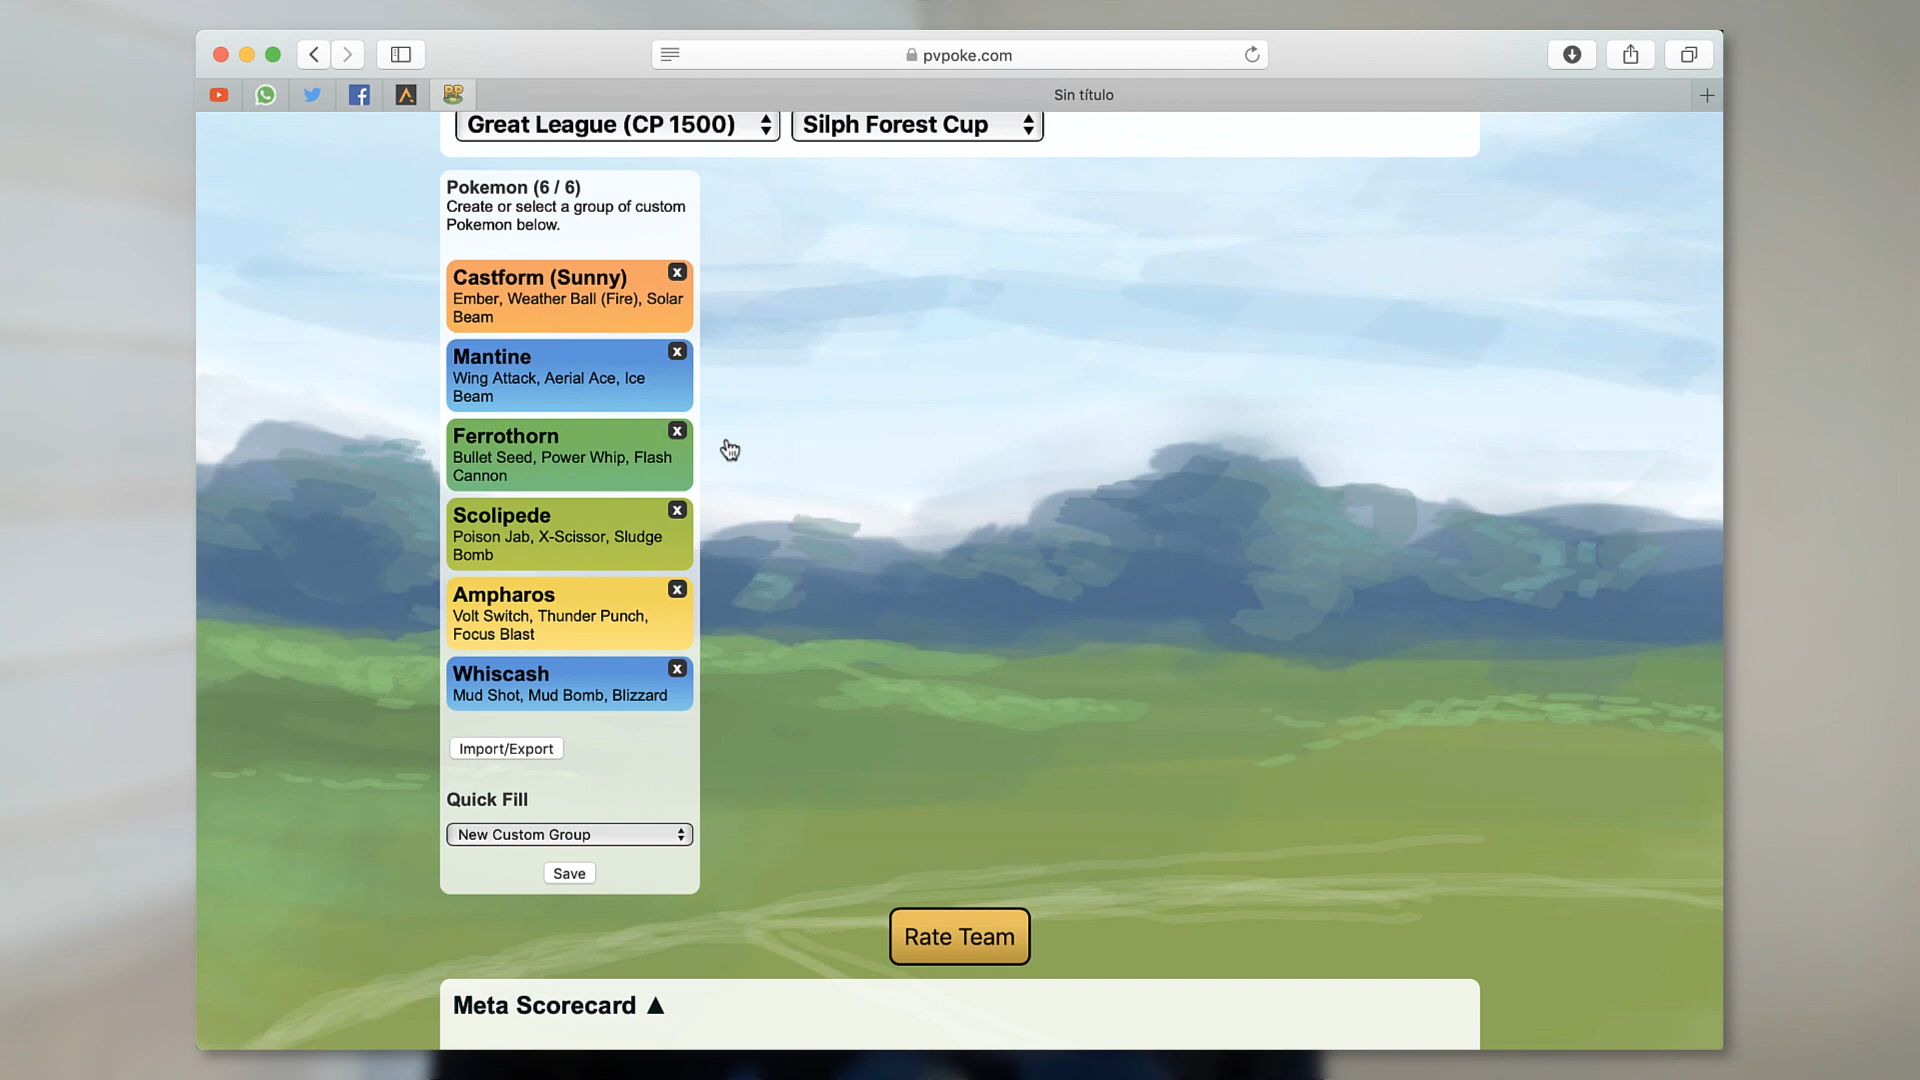 pvpoke.com
Sin título
Great League (CP 1500)
Silph Forest Cup
Pokemon (6 / 6)
Create or select a group of custom
Pokemon below.
Castform (Sunny)
x
Ember, Weather Ball (Fire), Solar
Beam
Mantine
x
Wing Attack, Aerial Ace, Ice
Beam
Ferrothorn
x
Bullet Seed, Power Whip, Flash
Cannon
Scolipede
x
Poison Jab, X-Scissor, Sludge
Bomb
Ampharos
x
Volt Switch, Thunder Punch,
Focus Blast
Whiscash
x
Mud Shot, Mud Bomb, Blizzard
Import/Export
Quick Fill
New Custom Group
Save
Rate Team
Meta Scorecard ▲